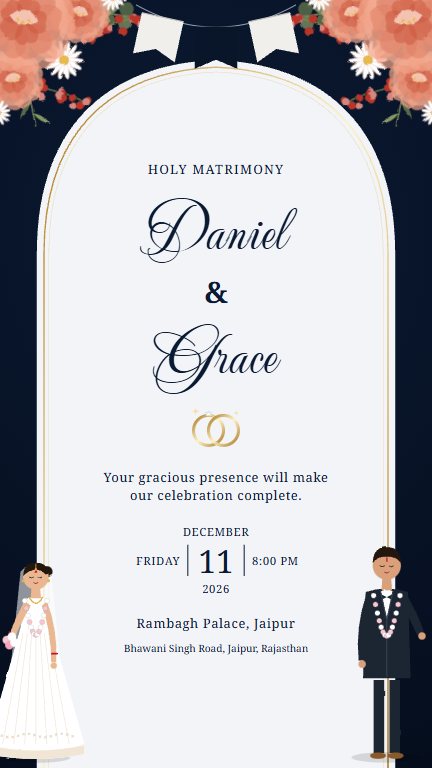 HOLY MATRIMONY
Daniel
&
Grace
Your gracious presence will make
our celebration complete.
DECEMBER
FRIDAY 11 8:00 PM
2026
Rambagh Palace, Jaipur
Bhawani Singh Road, Jaipur, Rajasthan